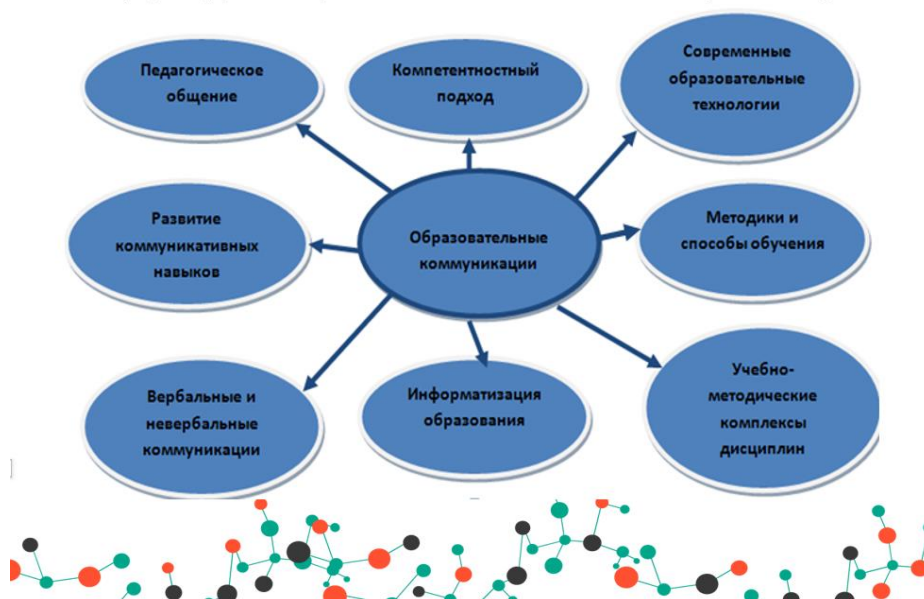 Педагогическое
общение
Компетентностный
подход
Современные
образовательные
технологии
Развитие
коммуникативных
навыков
Образовательные
коммуникации
Методики и
способы обучения
Вербальные и
невербальные
коммуникации
Информатизация
образования
Учебно-
методические
комплексы
дисциплин